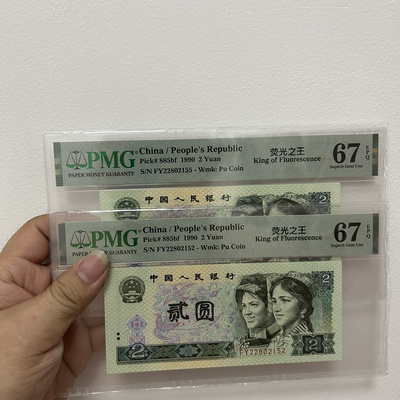 PMG
PAPER MONEY GUARANTY
China / People's Republic
Pick# 885bf 1990 2 Yuan
S/N FY22802155 - Wmk: Pu Coin
荧光之王
King of Fluorescence
67 EPQ
Superb Gem Unc
中国人民银行
2
PMG
PAPER MONEY GUARANTY
China / People's Republic
Pick# 885bf 1990 2 Yuan
S/N FY22802152 - Wmk: Pu Coin
荧光之王
King of Fluorescence
67 EPQ
Superb Gem Unc
中国人民银行
2
贰圆
2
FY22802152
2